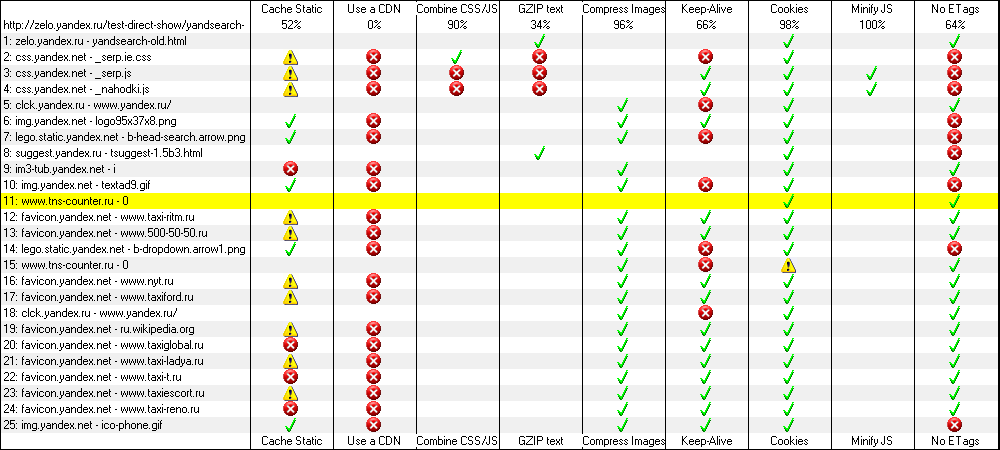 Cache Static Use a CDN Combine CSS/JS GZIP text Compress Images Keep-Alive Cookies Minify JS No ETags
http://zelo.yandex.ru/test-direct-show/yandsearch- 52% 0% 90% 34% 96% 66% 98% 100% 64%
1: zelo.yandex.ru - yandsearch-old.html
2: css.yandex.net - _serp.ie.css
3: css.yandex.net - _serp.js
4: css.yandex.net - _nahodki.js
5: clck.yandex.ru - www.yandex.ru/
6: img.yandex.net - logo95x37x8.png
7: lego.static.yandex.net - b-head-search.arrow.png
8: suggest.yandex.ru - tsuggest-1.5b3.html
9: im3-tub.yandex.net - i
10: img.yandex.net - textad9.gif
11: www.tns-counter.ru - 0
12: favicon.yandex.net - www.taxi-ritm.ru
13: favicon.yandex.net - www.500-50-50.ru
14: lego.static.yandex.net - b-dropdown.arrow1.png
15: www.tns-counter.ru - 0
16: favicon.yandex.net - www.nyt.ru
17: favicon.yandex.net - www.taxiford.ru
18: clck.yandex.ru - www.yandex.ru/
19: favicon.yandex.net - ru.wikipedia.org
20: favicon.yandex.net - www.taxiglobal.ru
21: favicon.yandex.net - www.taxi-ladya.ru
22: favicon.yandex.net - www.taxi-t.ru
23: favicon.yandex.net - www.taxiescort.ru
24: favicon.yandex.net - www.taxi-reno.ru
25: img.yandex.net - ico-phone.gif
Cache Static Use a CDN Combine CSS/JS GZIP text Compress Images Keep-Alive Cookies Minify JS No ETags